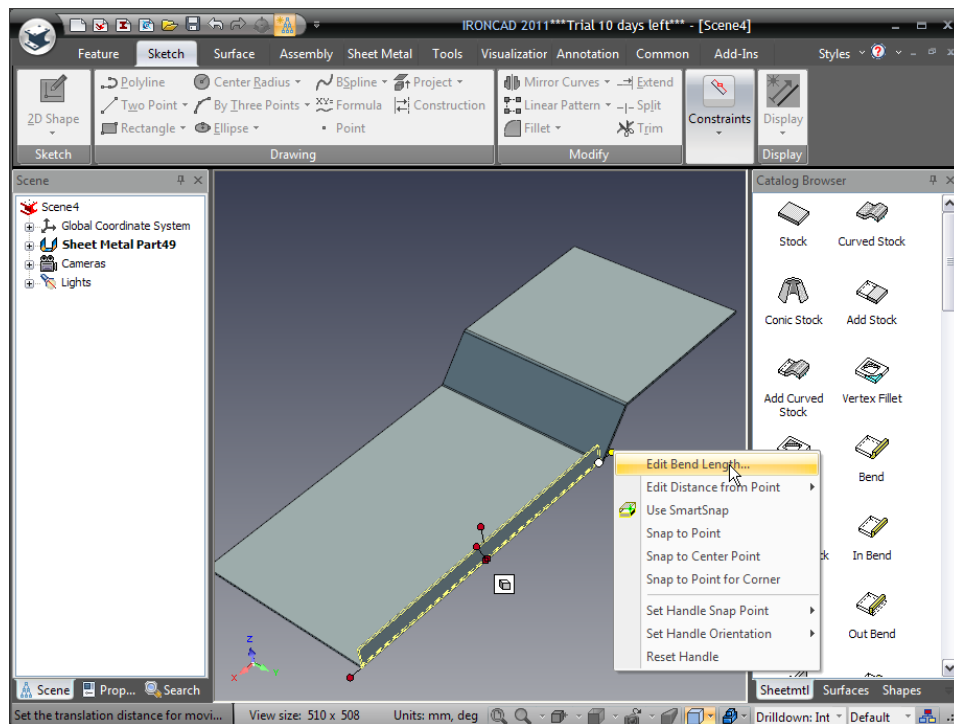 IRONCAD 2011***Trial 10 days left*** - [Scene4]
Feature Sketch Surface Assembly Sheet Metal Tools Visualization Annotation Common Add-Ins Styles
2D Shape
Polyline Center Radius BSpline Project
Two Point By Three Points XY= Formula Construction
Rectangle Ellipse Point
Mirror Curves Extend
Linear Pattern Split
Fillet Trim
Constraints
Display
Sketch Drawing Modify Display
Scene
Scene4
Global Coordinate System
Sheet Metal Part49
Cameras
Lights
Catalog Browser
Stock Curved Stock
Conic Stock Add Stock
Add Curved Stock Vertex Fillet
Bend
In Bend
Out Bend
Edit Bend Length...
Edit Distance from Point
Use SmartSnap
Snap to Point
Snap to Center Point
Snap to Point for Corner
Set Handle Snap Point
Set Handle Orientation
Reset Handle
Z
X
Scene Prop... Search
Sheetmtl Surfaces Shapes
Set the translation distance for movi... View size: 510 x 508 Units: mm, deg Drilldown: Int Default